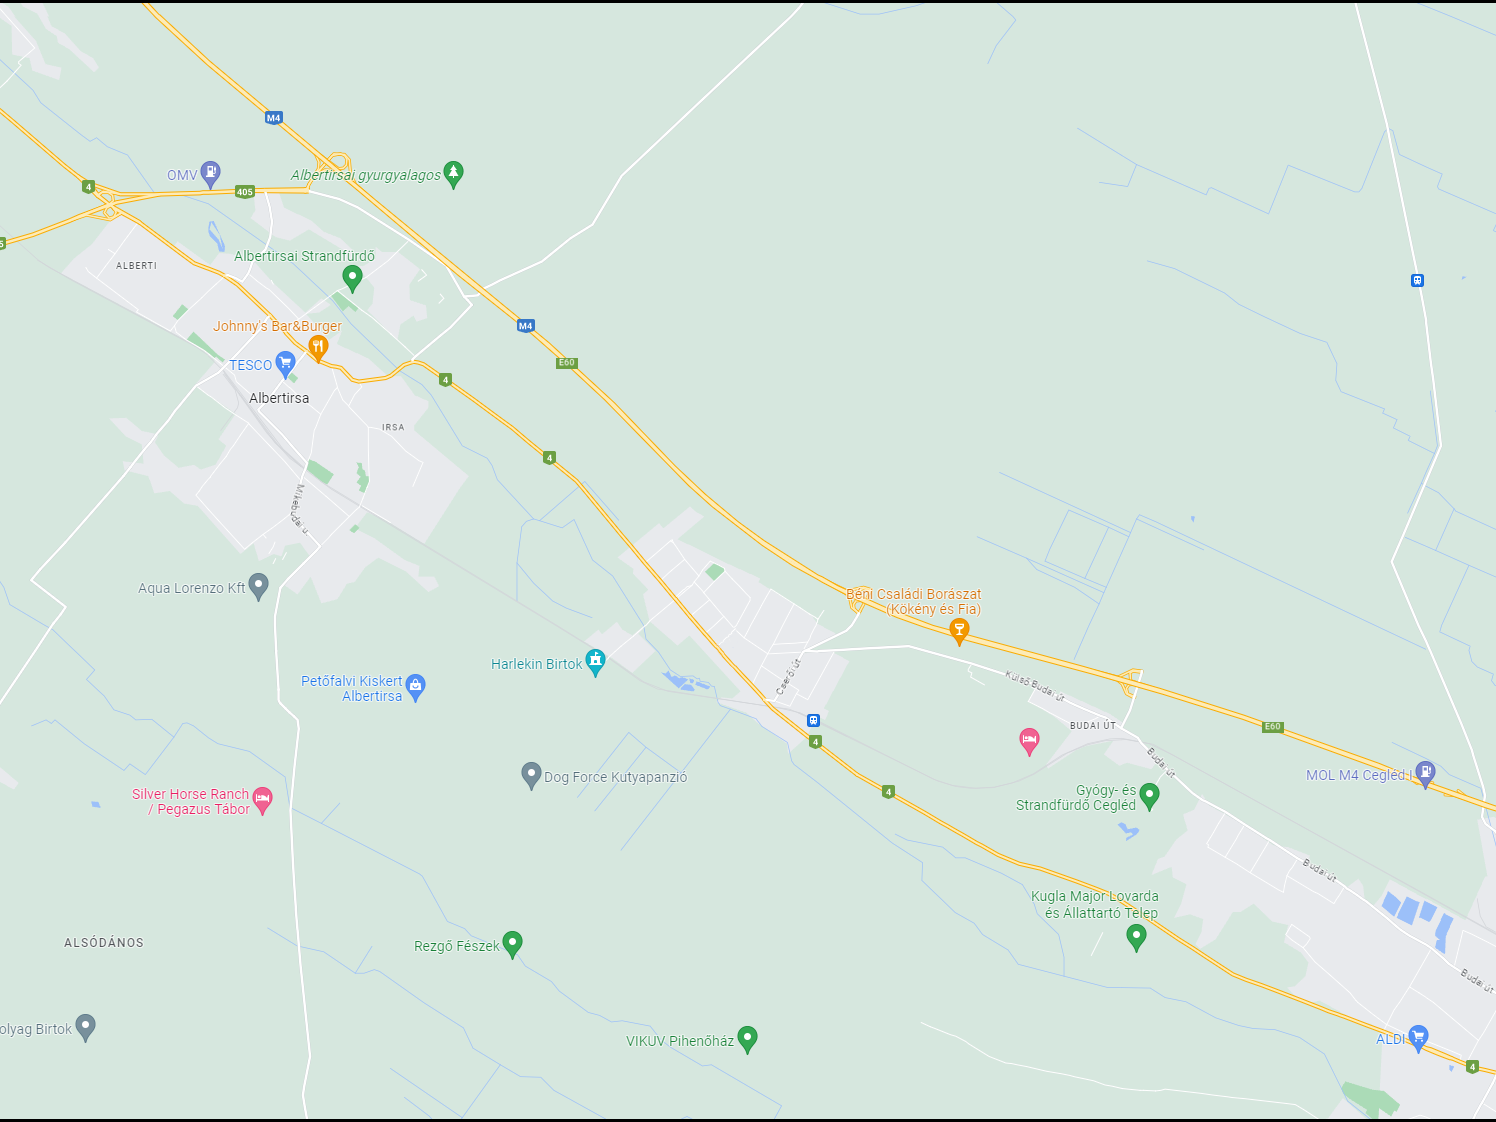 M4
OMV
Albertirsai gyurgyalagos
4
405
5
Albertirsai Strandfürdő
ALBERTI
Johnny's Bar&Burger
M4
TESCO
E60
4
Albertirsa
IRSA
4
Mikebudai u.
Aqua Lorenzo Kft
Béni Családi Borászat
(Kökény és Fia)
Harlekin Birtok
Petőfalvi Kiskert
Albertirsa
Cserői út
Külső Budai út
BUDAI ÚT
E60
4
Budai út
Dog Force Kutyapanzió
MOL M4 Cegléd I
4
Gyógy- és
Strandfürdő Cegléd
Silver Horse Ranch
/ Pegazus Tábor
Budai út
Kugla Major Lovarda
és Állattartó Telep
ALSÓDÁNOS
Rezgő Fészek
Budai út
olyag Birtok
VIKUV Pihenőház
ALDI
4